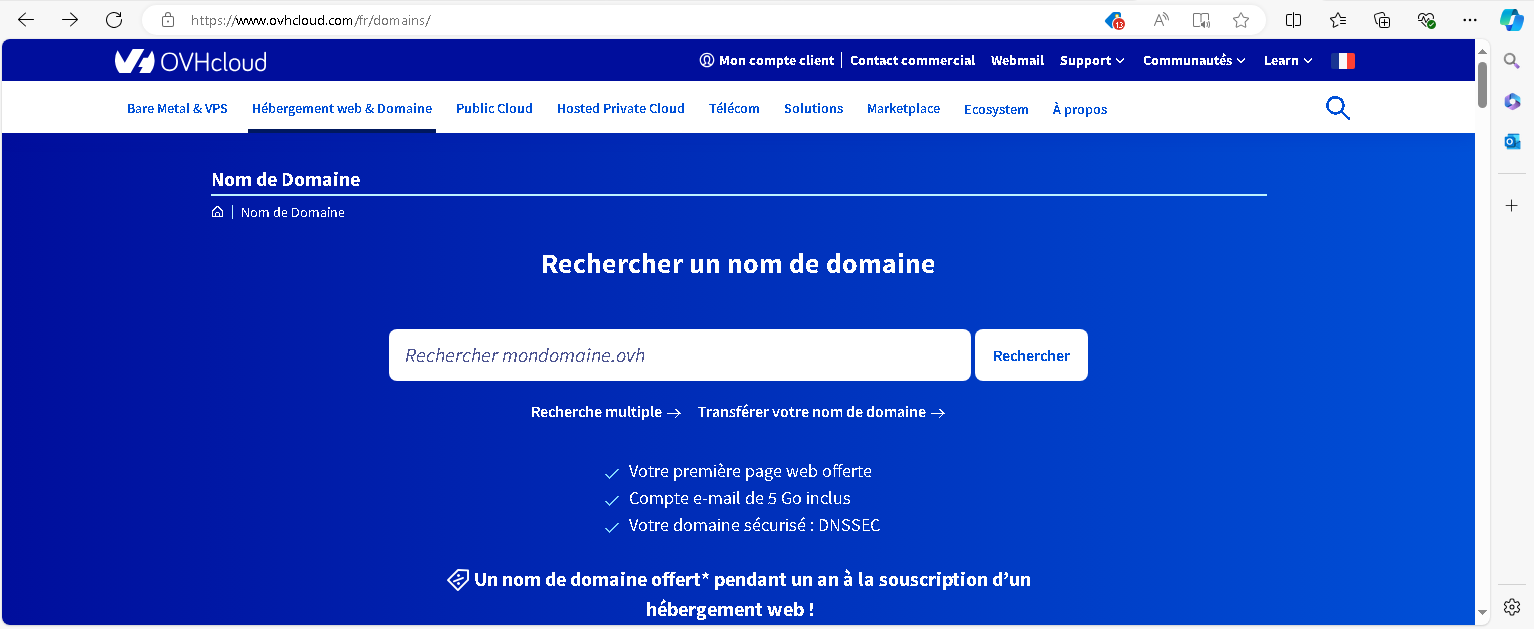 https://www.ovhcloud.com/fr/domains/
13
OVHcloud
Mon compte client
Contact commercial
Webmail
Support
Communautés
Learn
Bare Metal & VPS
Hébergement web & Domaine
Public Cloud
Hosted Private Cloud
Télécom
Solutions
Marketplace
Ecosystem
À propos
Nom de Domaine
Nom de Domaine
Rechercher un nom de domaine
Rechercher mondomaine.ovh
Rechercher
Recherche multiple →
Transférer votre nom de domaine →
Votre première page web offerte
Compte e-mail de 5 Go inclus
Votre domaine sécurisé : DNSSEC
Un nom de domaine offert* pendant un an à la souscription d’un
hébergement web !